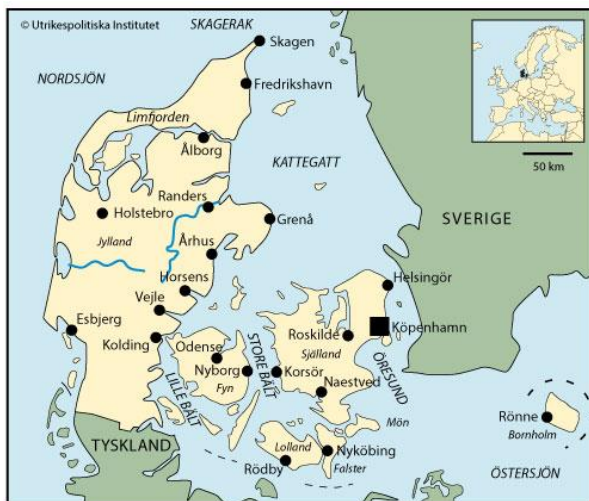 © Utrikespolitiska Institutet
SKAGERAK
Skagen
NORDSJÖN
Fredrikshavn
Limfjorden
Ålborg
KATTEGATT
50 km
Randers
Holstebro
Grenå
SVERIGE
Jylland
Århus
Horsens
Helsingör
Vejle
Esbjerg
Roskilde
Köpenhamn
Kolding
Odense
STORE BÄLT
Själland
ÖRESUND
Nyborg
Korsör
Fyn
LILLE BÄLT
Naestved
Mön
Rönne
Bornholm
TYSKLAND
Lolland
Nyköbing
Rödby
Falster
ÖSTERSJÖN